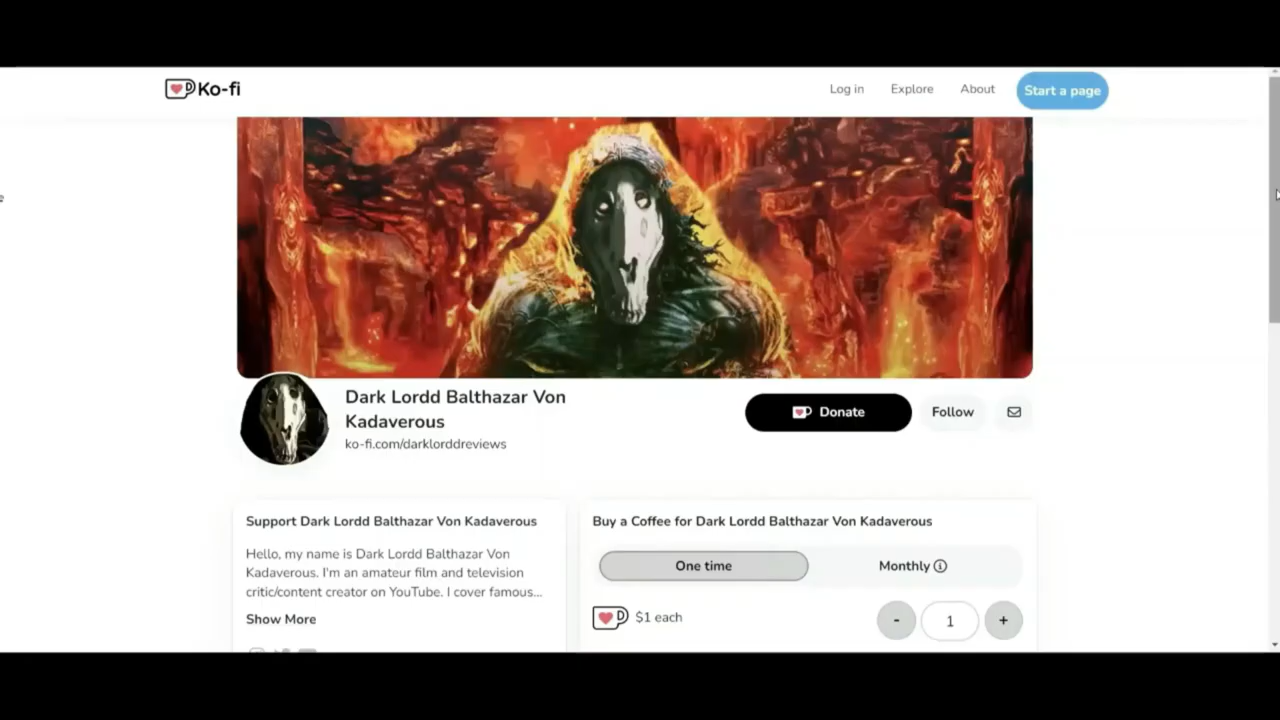 Ko-fi
Log in
Explore
About
Start a page
Dark Lordd Balthazar Von
Kadaverous
ko-fi.com/darklorddreviews
Donate
Follow
Support Dark Lordd Balthazar Von Kadaverous
Hello, my name is Dark Lordd Balthazar Von
Kadaverous. I'm an amateur film and television
critic/content creator on YouTube. I cover famous...
Show More
Buy a Coffee for Dark Lordd Balthazar Von Kadaverous
One time
Monthly
$1 each
-
1
+